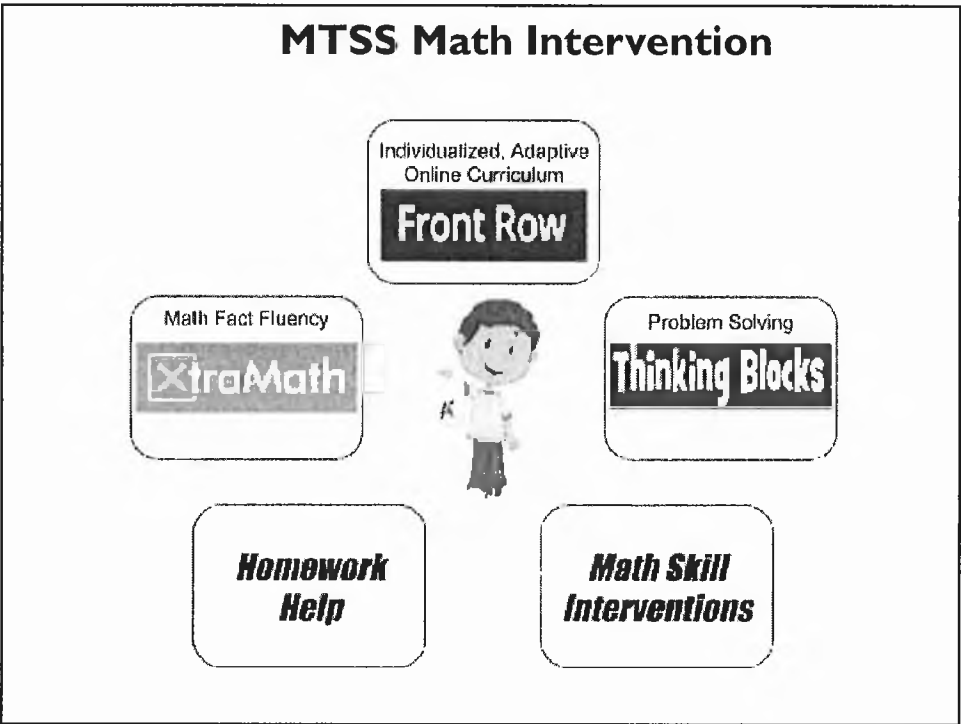 MTSS Math Intervention
Individualized, Adaptive
Online Curriculum
Front Row
Math Fact Fluency
XtraMath
Problem Solving
Thinking Blocks
Homework
Help
Math Skill
Interventions